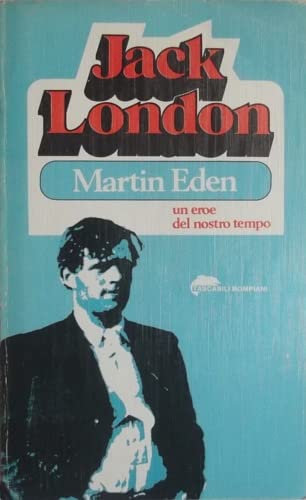 Jack
London
Martin Eden
un eroe
del nostro tempo
TASCABILI BOMPIANI